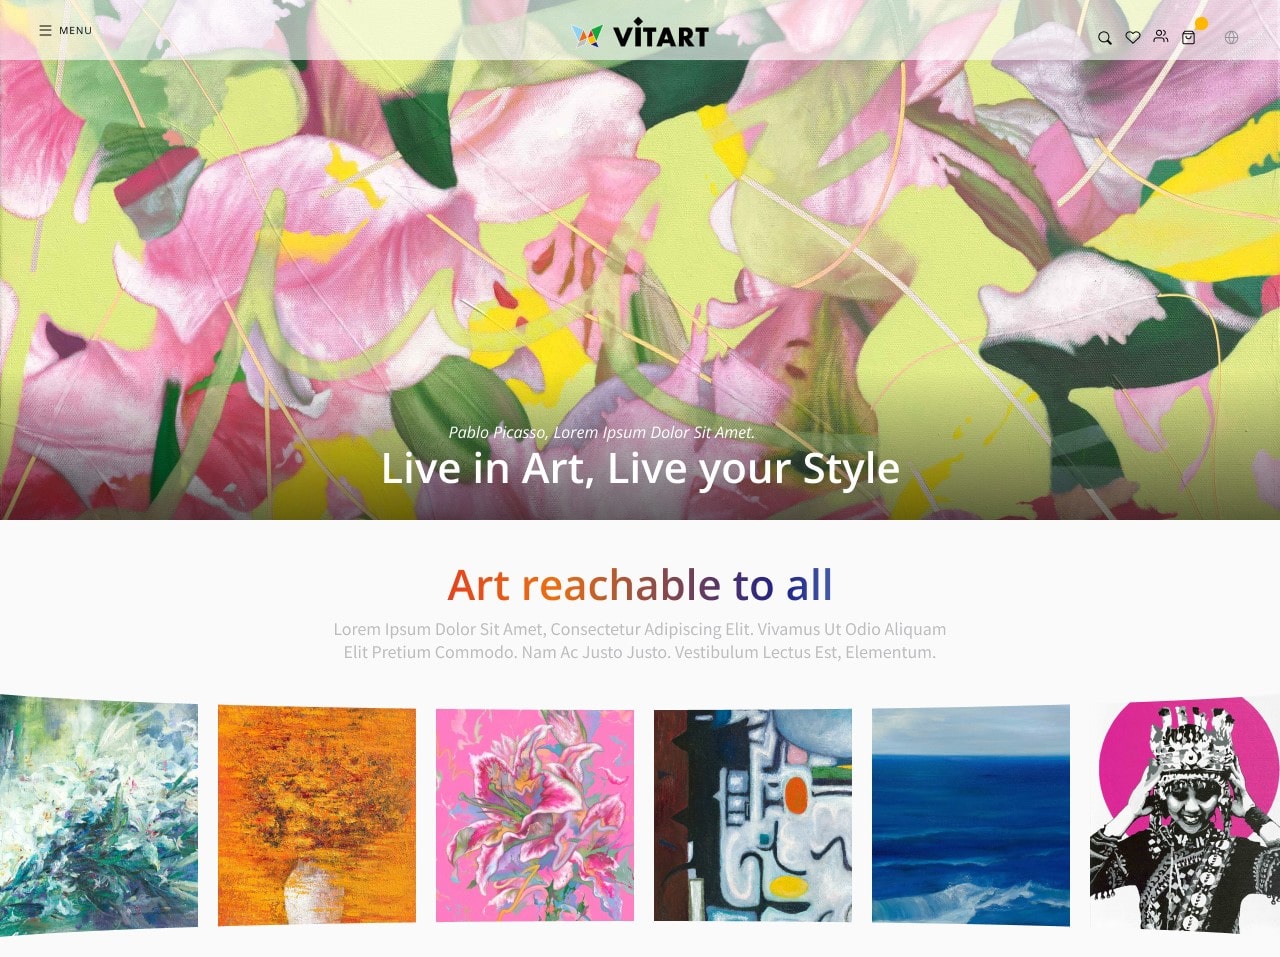 MENU
VITART
Pablo Picasso, Lorem Ipsum Dolor Sit Amet.
Live in Art, Live your Style
Art reachable to all
Lorem Ipsum Dolor Sit Amet, Consectetur Adipiscing Elit. Vivamus Ut Odio Aliquam
Elit Pretium Commodo. Nam Ac Justo Justo. Vestibulum Lectus Est, Elementum.